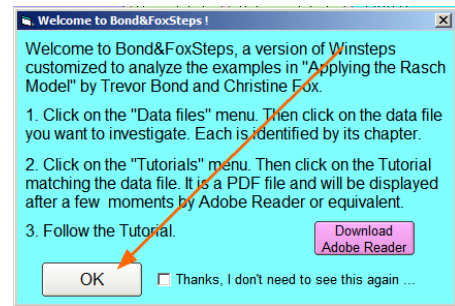 Welcome to Bond&FoxSteps !
Welcome to Bond&FoxSteps, a version of Winsteps
customized to analyze the examples in "Applying the Rasch
Model" by Trevor Bond and Christine Fox.
1. Click on the "Data files" menu. Then click on the data file
you want to investigate. Each is identified by its chapter.
2. Click on the "Tutorials" menu. Then click on the Tutorial
matching the data file. It is a PDF file and will be displayed
after a few moments by Adobe Reader or equivalent.
3. Follow the Tutorial.
Download
Adobe Reader
OK
Thanks, I don't need to see this again ...